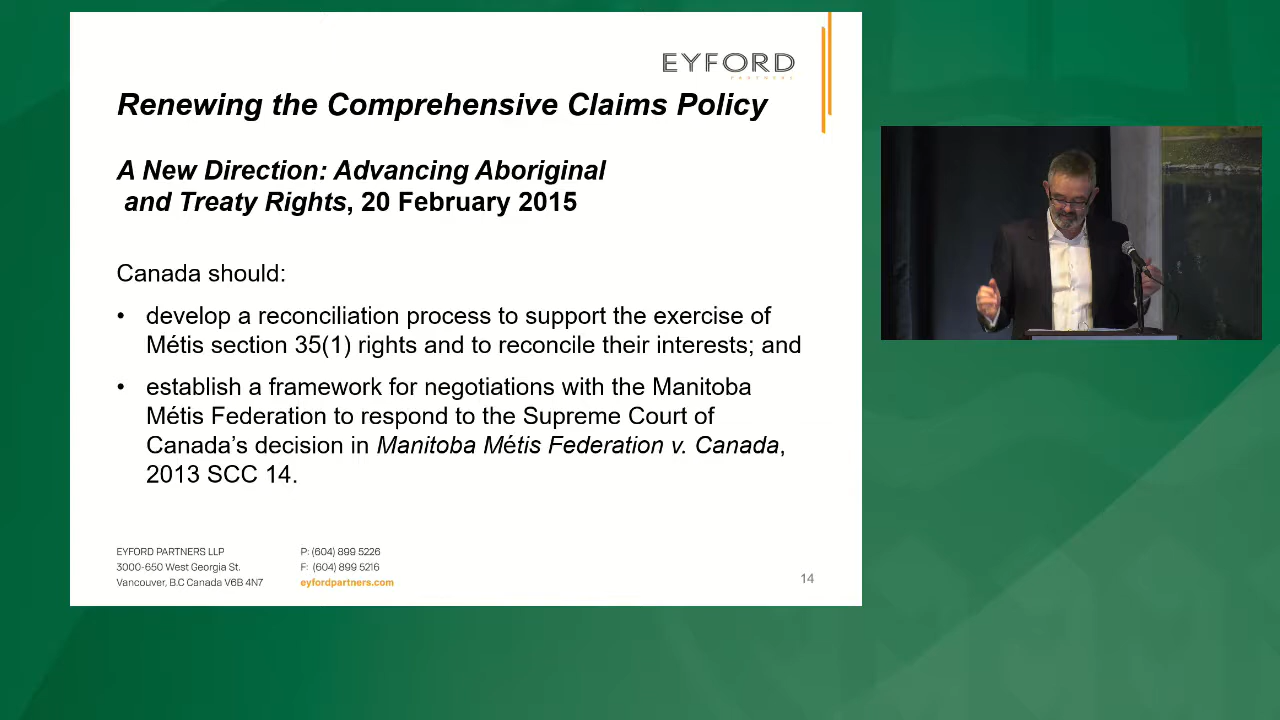 EYFORD
PARTNERS
Renewing the Comprehensive Claims Policy
A New Direction: Advancing Aboriginal
and Treaty Rights, 20 February 2015
Canada should:
• develop a reconciliation process to support the exercise of
Métis section 35(1) rights and to reconcile their interests; and
• establish a framework for negotiations with the Manitoba
Métis Federation to respond to the Supreme Court of
Canada’s decision in Manitoba Métis Federation v. Canada,
2013 SCC 14.
EYFORD PARTNERS LLP
3000-650 West Georgia St.
Vancouver, B.C Canada V6B 4N7
P: (604) 899 5226
F: (604) 899 5216
eyfordpartners.com
14